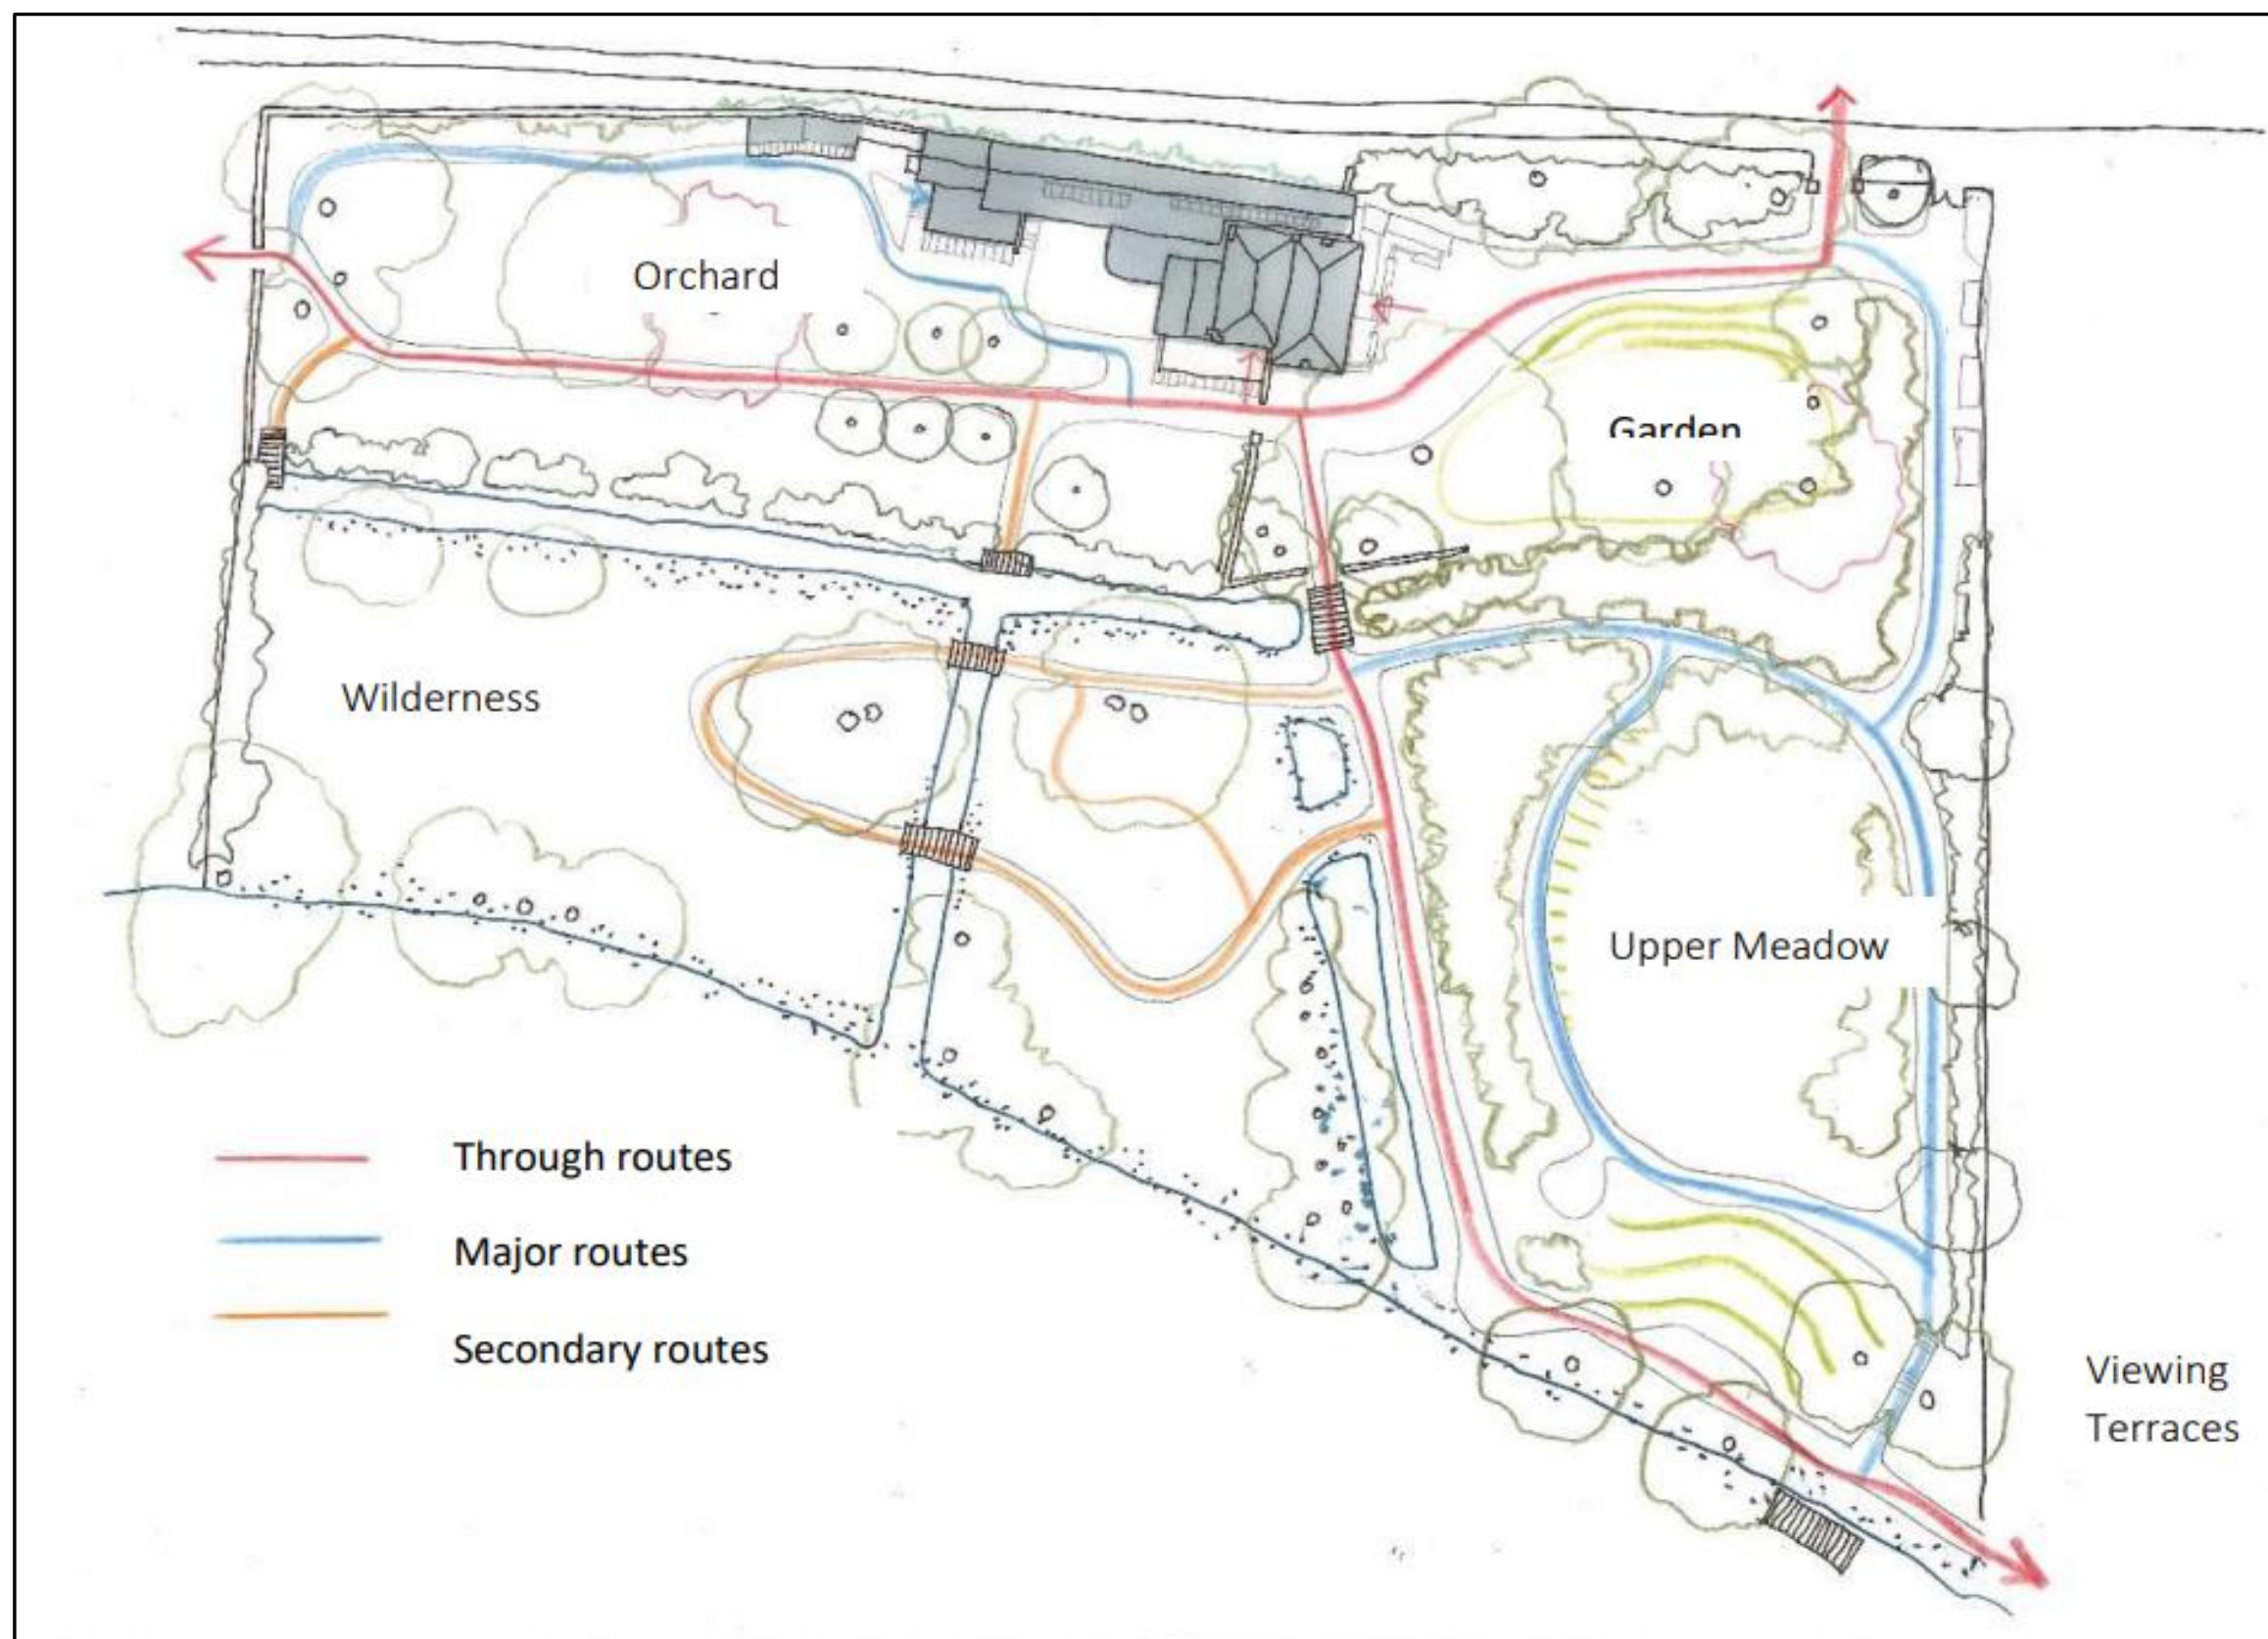 Orchard
Garden
Wilderness
Upper Meadow
Through routes
Major routes
Secondary routes
Viewing
Terraces